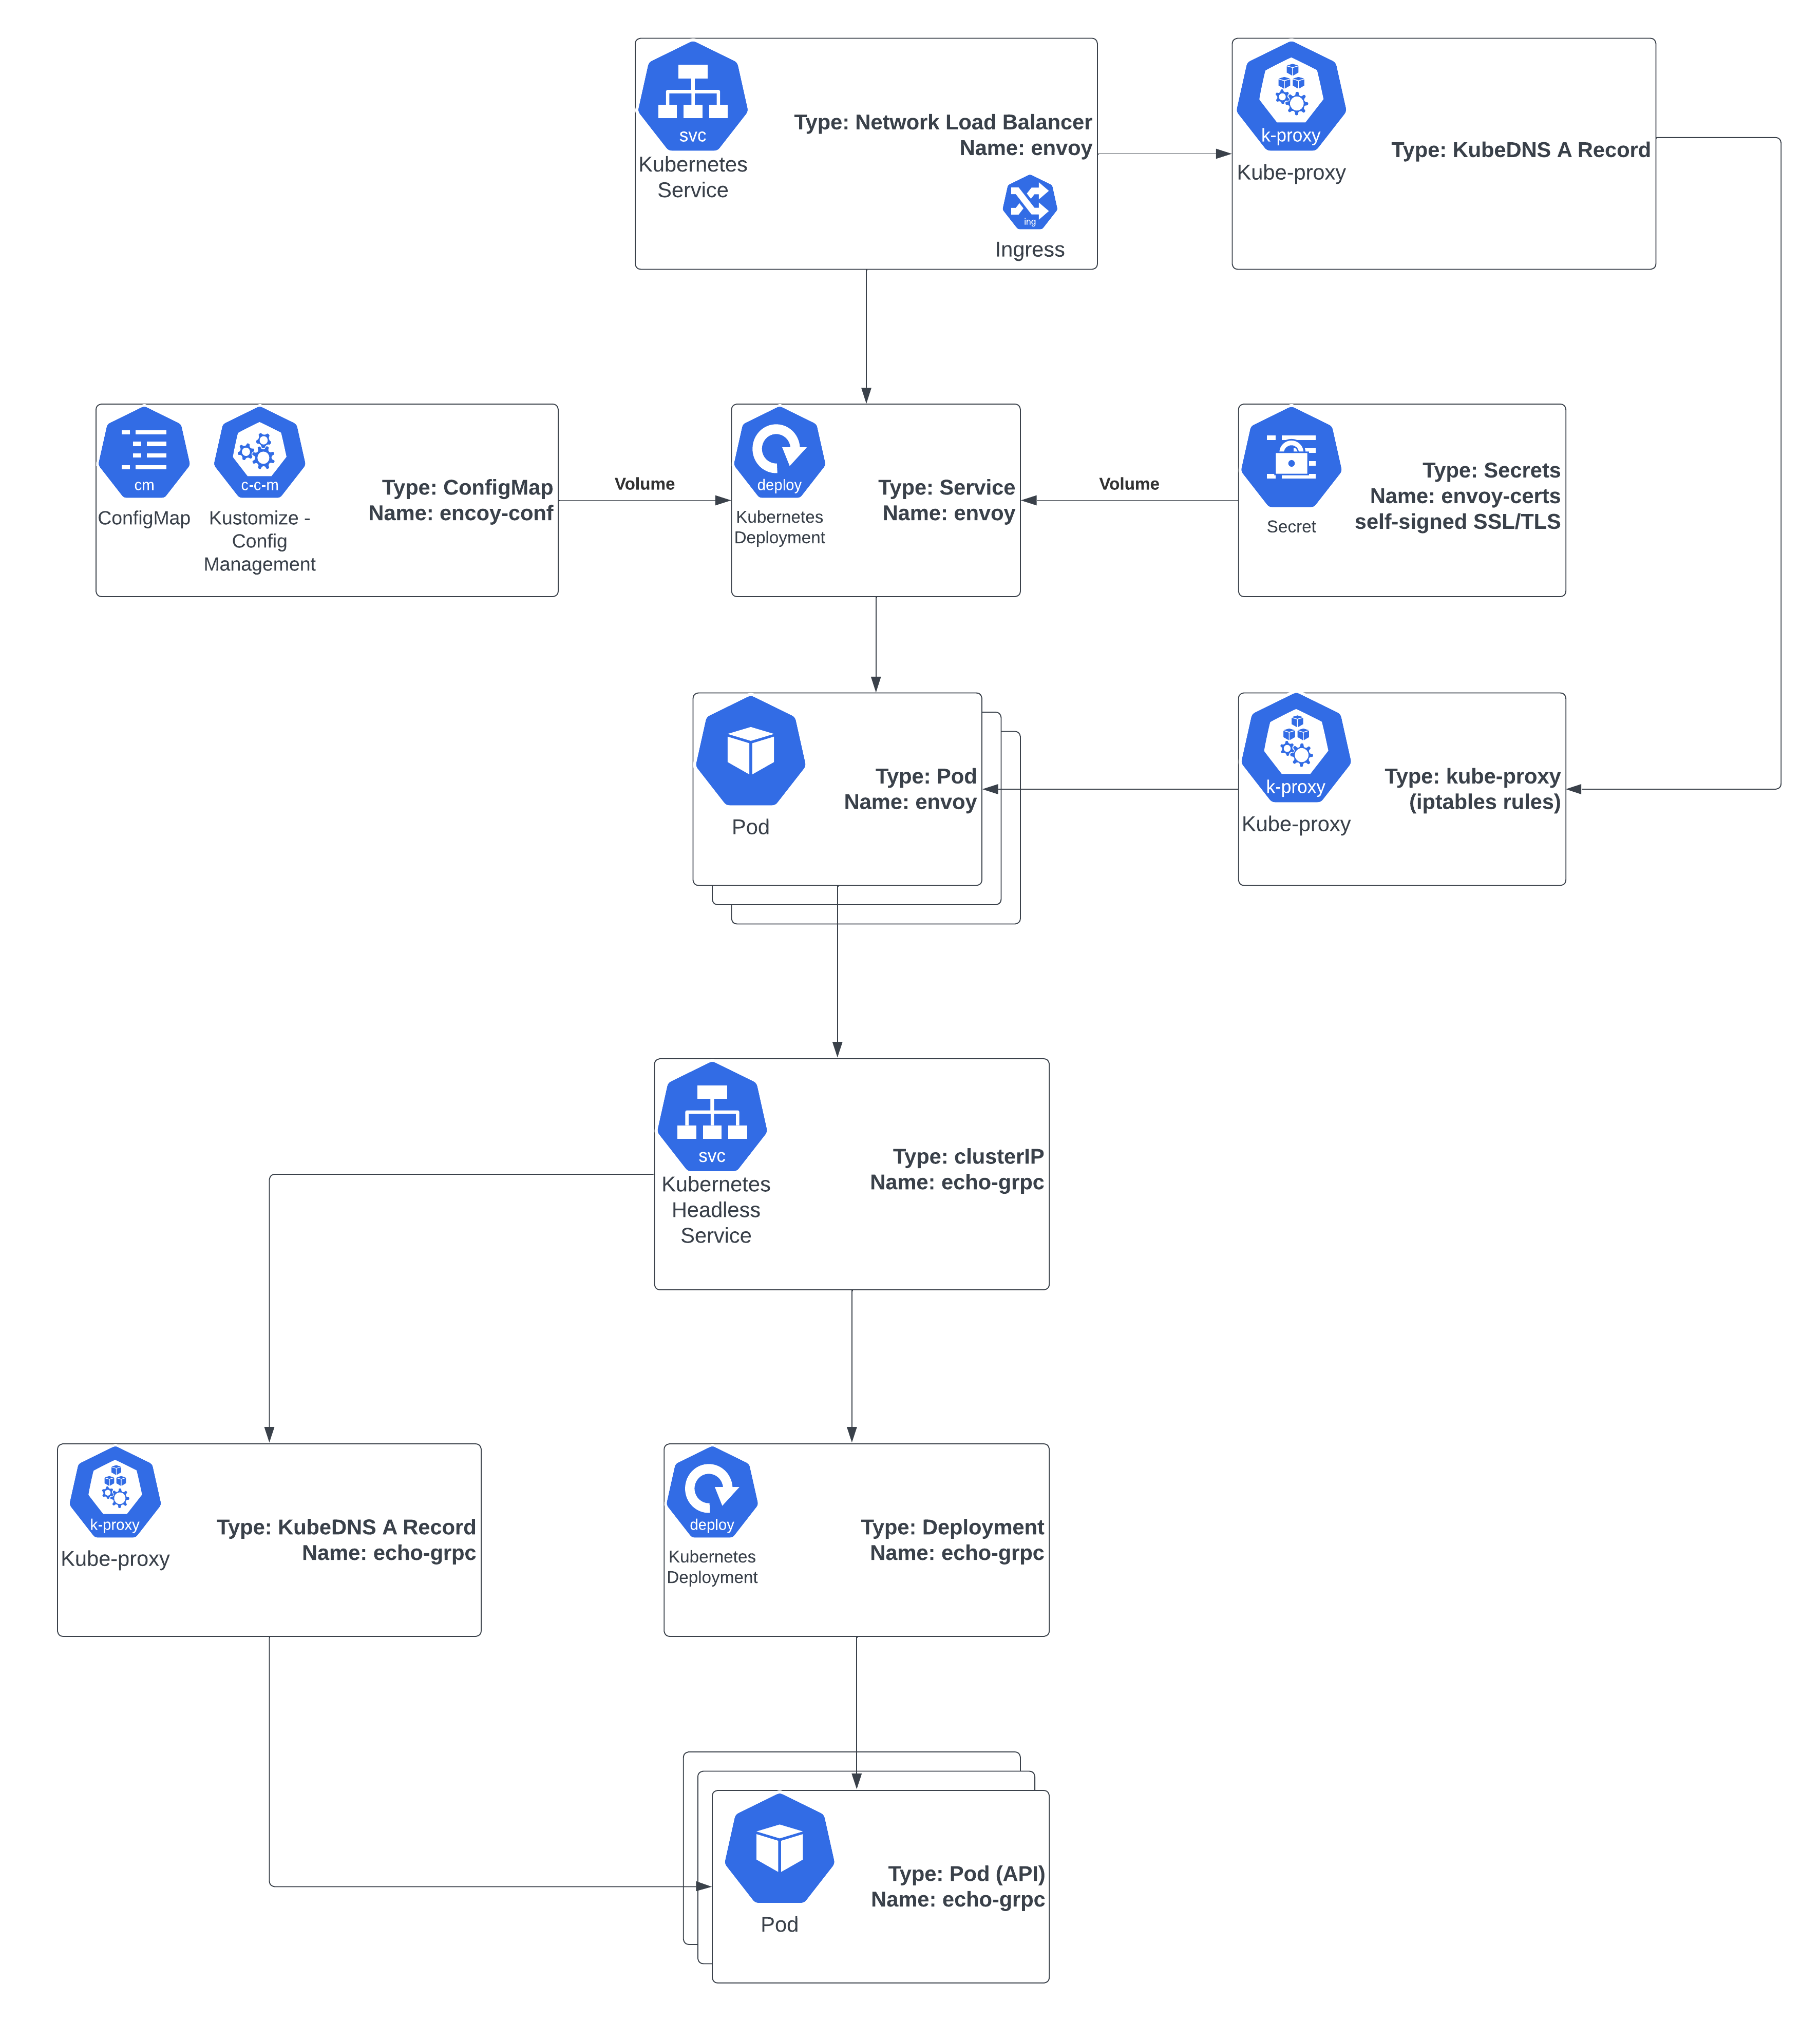 svc
Kubernetes
Service
Type: Network Load Balancer
Name: envoy
ing
Ingress
k-proxy
Kube-proxy
Type: KubeDNS A Record
cm
ConfigMap
c-c-m
Kustomize -
Config
Management
Type: ConfigMap
Name: encoy-conf
Volume
deploy
Kubernetes
Deployment
Type: Service
Name: envoy
Volume
Secret
Type: Secrets
Name: envoy-certs
self-signed SSL/TLS
Pod
Type: Pod
Name: envoy
k-proxy
Kube-proxy
Type: kube-proxy
(iptables rules)
svc
Kubernetes
Headless
Service
Type: clusterIP
Name: echo-grpc
k-proxy
Kube-proxy
Type: KubeDNS A Record
Name: echo-grpc
deploy
Kubernetes
Deployment
Type: Deployment
Name: echo-grpc
Pod
Type: Pod (API)
Name: echo-grpc